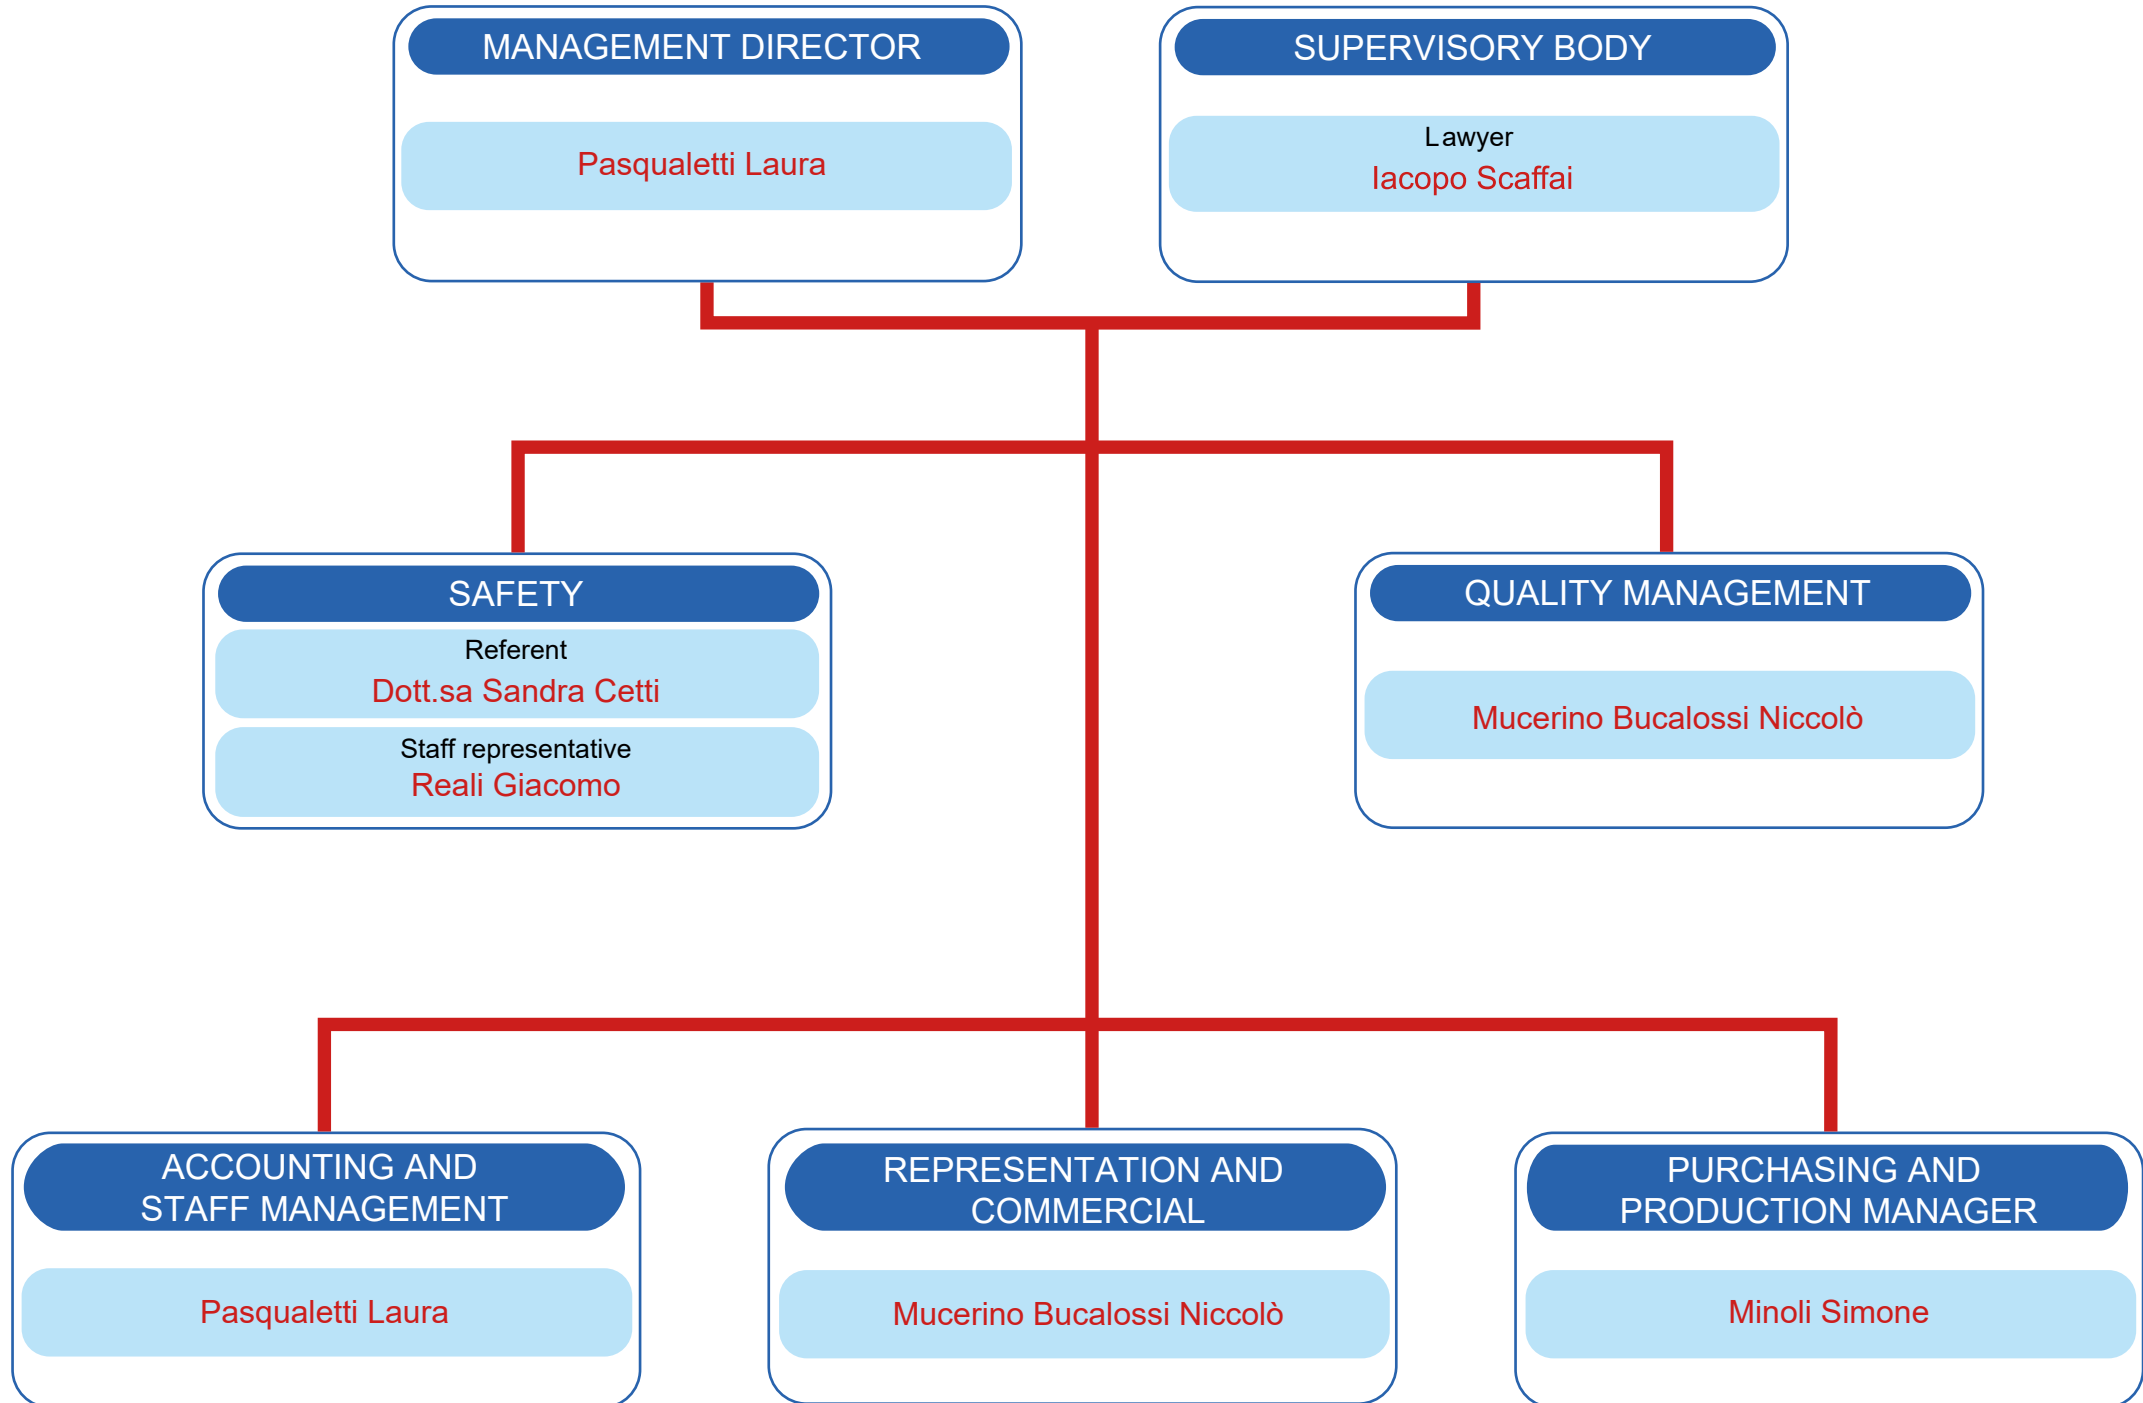 MANAGEMENT DIRECTOR
Pasqualetti Laura
SUPERVISORY BODY
Lawyer
Iacopo Scaffai
SAFETY
Referent
Dott.sa Sandra Cetti
Staff representative
Reali Giacomo
QUALITY MANAGEMENT
Mucerino Bucalossi Niccolò
ACCOUNTING AND
STAFF MANAGEMENT
Pasqualetti Laura
REPRESENTATION AND
COMMERCIAL
Mucerino Bucalossi Niccolò
PURCHASING AND
PRODUCTION MANAGER
Minoli Simone